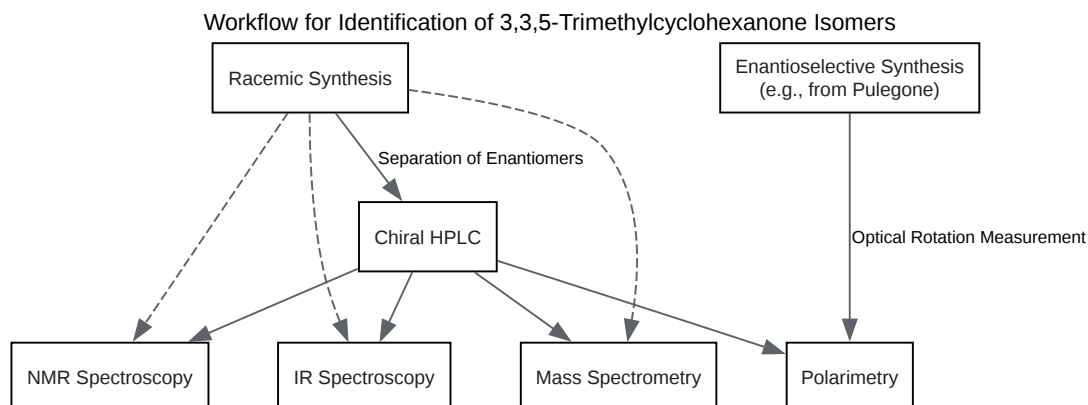 Workflow for Identification of 3,3,5-Trimethylcyclohexanone Isomers
Racemic Synthesis
Enantioselective Synthesis
(e.g., from Pulegone)
Separation of Enantiomers
Chiral HPLC
Optical Rotation Measurement
NMR Spectroscopy
IR Spectroscopy
Mass Spectrometry
Polarimetry